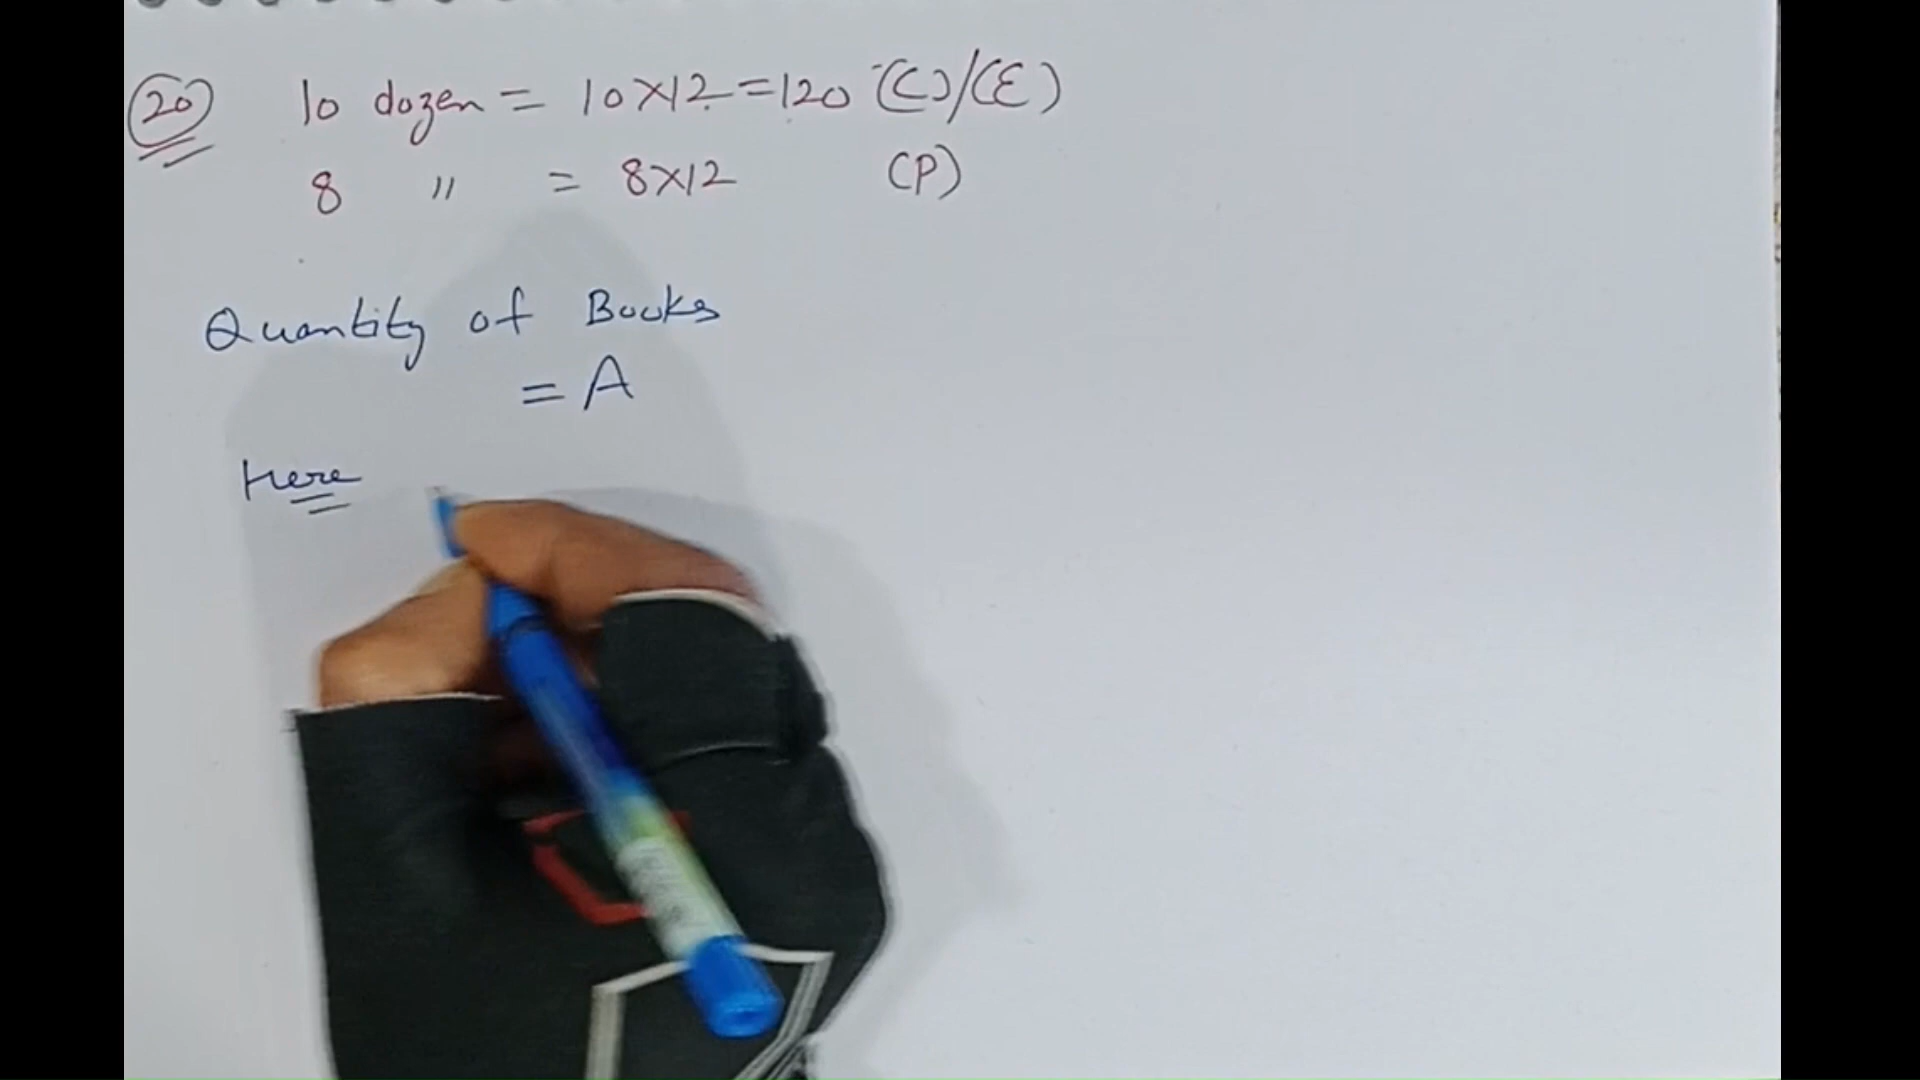 20 10 dozen = 10×12 = 120 (C)/(E)
8 " = 8×12 (P)
Quantity of Books
= A
Here